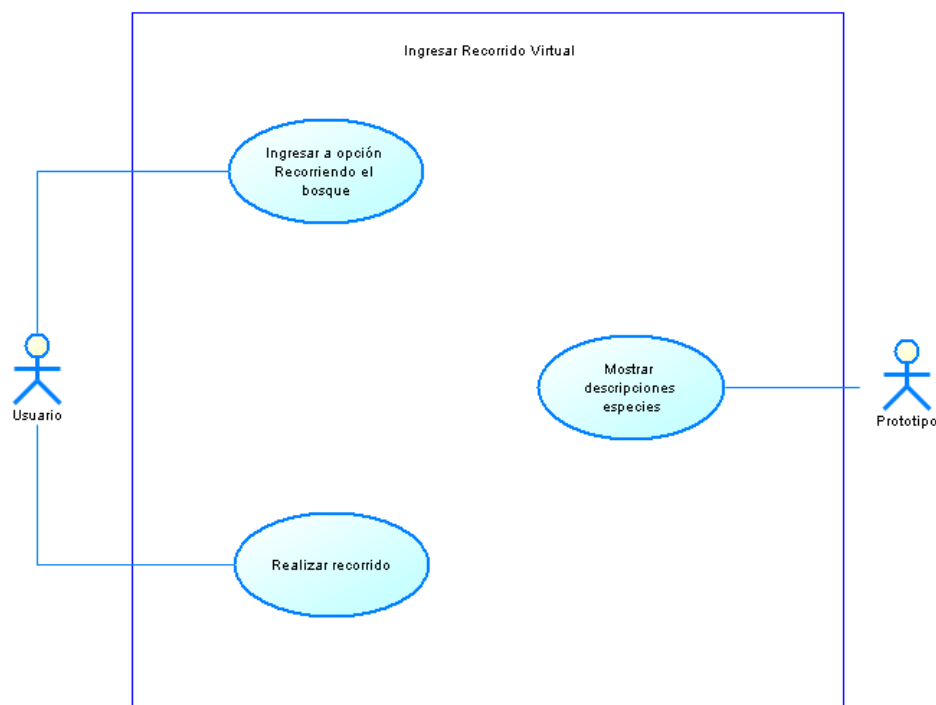 Ingresar Recorrido Virtual
Ingresar a opción
Recorriendo el
bosque
Mostrar
descripciones
especies
Usuario
Prototipo
Realizar recorrido